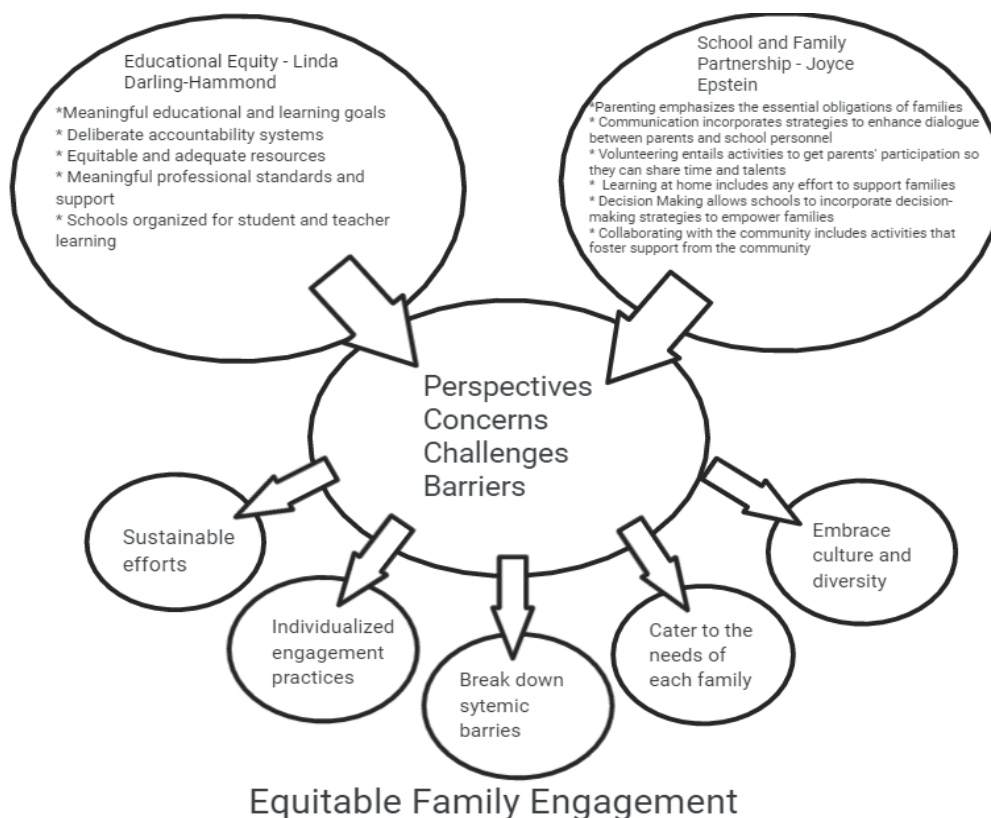 Educational Equity - Linda
Darling-Hammond
*Meaningful educational and learning goals
* Deliberate accountability systems
* Equitable and adequate resources
* Meaningful professional standards and
support
* Schools organized for student and teacher
learning
School and Family
Partnership - Joyce
Epstein
*Parenting emphasizes the essential obligations of families
* Communication incorporates strategies to enhance dialogue
between parents and school personnel
* Volunteering entails activities to get parents' participation so
they can share time and talents
* Learning at home includes any effort to support families
* Decision Making allows schools to incorporate decision-
making strategies to empower families
* Collaborating with the community includes activities that
foster support from the community
Perspectives
Concerns
Challenges
Barriers
Sustainable
efforts
Individualized
engagement
practices
Break down
sytemic
barries
Cater to the
needs of
each family
Embrace
culture and
diversity
Equitable Family Engagement